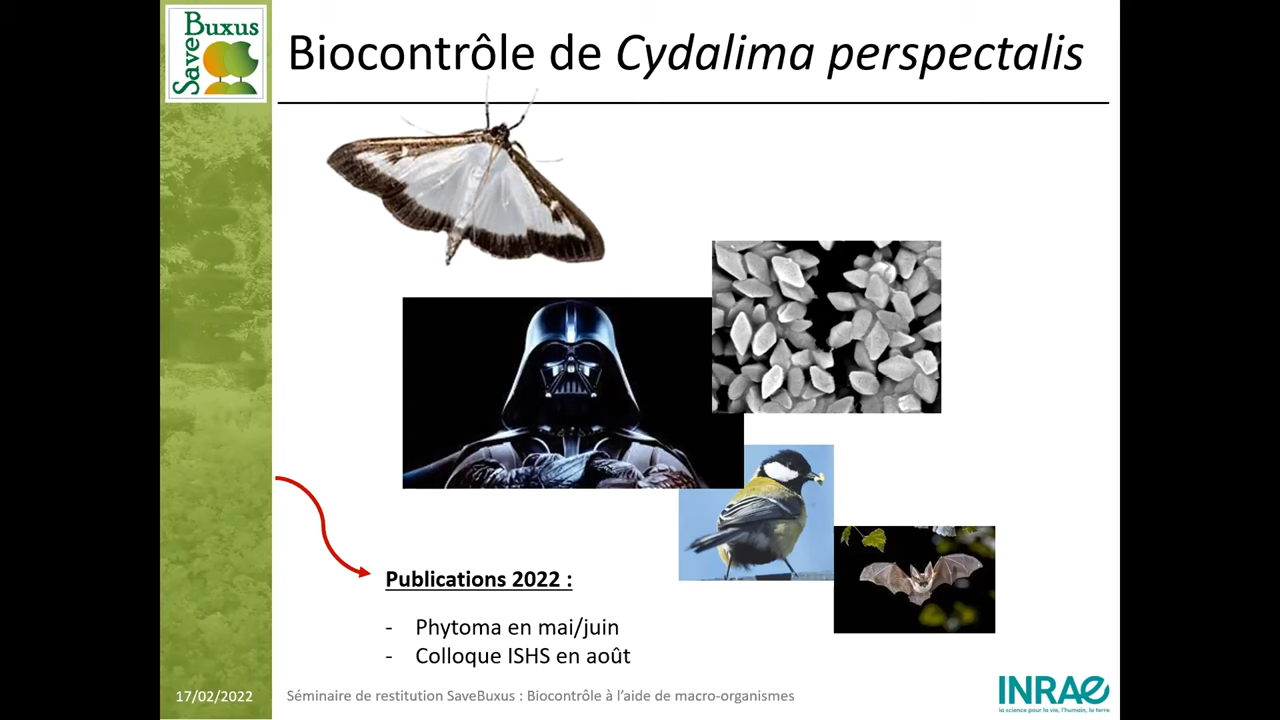 Save Buxus
Biocontrôle de Cydalima perspectalis
Publications 2022 :
- Phytoma en mai/juin
- Colloque ISHS en août
17/02/2022
Séminaire de restitution SaveBuxus : Biocontrôle à l’aide de macro-organismes
INRAE
la science pour la vie, l'humain, la terre